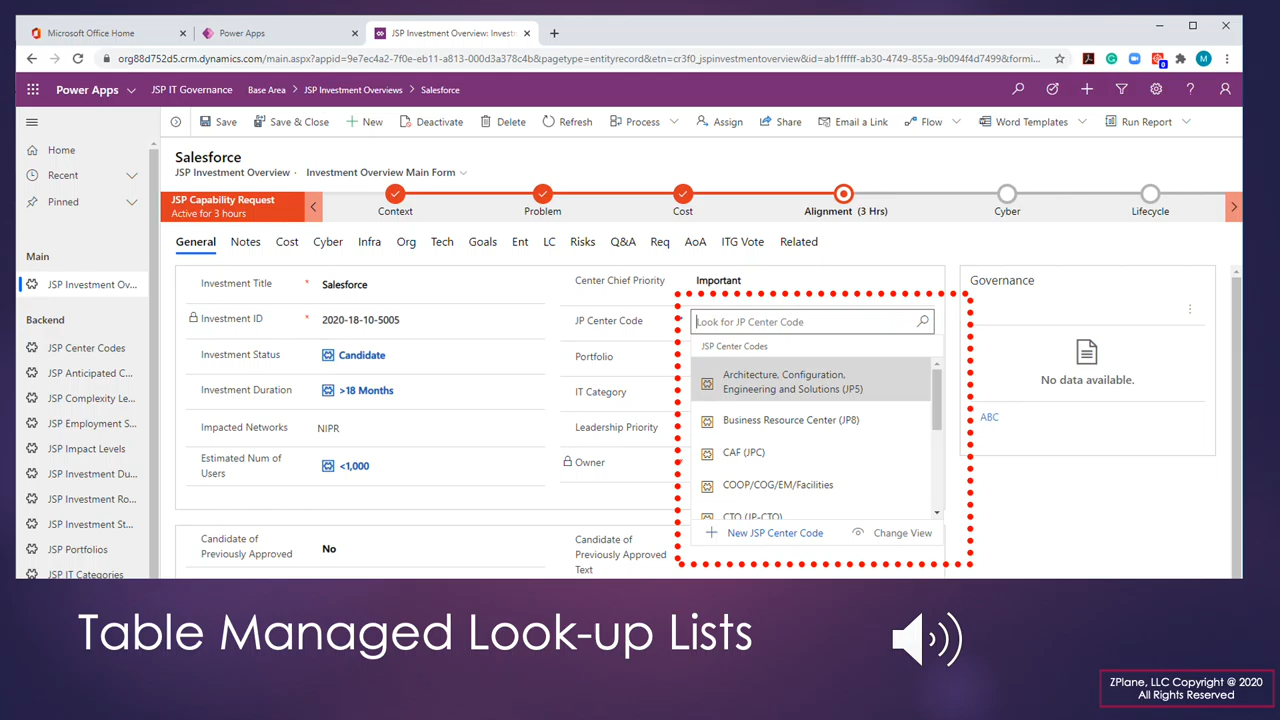 Microsoft Office Home
Power Apps
JSP Investment Overview: Invest
org88d752d5.crm.dynamics.com/main.aspx?appid=9e7ec4a2-7f0e-eb11-a813-000d3a378c4b&pagetype=entityrecord&etn=cr3f0_jspinvestmentoverview&id=ab1fffff-ab30-4749-855a-9b094f4d7499&formi...
0
M
Power Apps
JSP IT Governance
Base Area > JSP Investment Overviews > Salesforce
?
Save
Save & Close
New
Deactivate
Delete
Refresh
Process
Assign
Share
Email a Link
Flow
Word Templates
Run Report
Home
Recent
Pinned
Main
JSP Investment Ov...
Backend
JSP Center Codes
JSP Anticipated C...
JSP Complexity Le...
JSP Employment S...
JSP Impact Levels
JSP Investment Du...
JSP Investment Ro...
JSP Investment St...
JSP Portfolios
JSP IT Categories
Salesforce
JSP Investment Overview · Investment Overview Main Form
JSP Capability Request
Active for 3 hours
Context
Problem
Cost
Alignment (3 Hrs)
Cyber
Lifecycle
General Notes Cost Cyber Infra Org Tech Goals Ent LC Risks Q&A Req AoA ITG Vote Related
Investment Title * Salesforce
Investment ID * 2020-18-10-5005
Investment Status Candidate
Investment Duration >18 Months
Impacted Networks NIPR
Estimated Num of
Users
<1,000
Candidate of
Previously Approved
No
Center Chief Priority Important
JP Center Code
Portfolio
IT Category
Leadership Priority
Owner
Candidate of
Previously Approved
Text
Look for JP Center Code
JSP Center Codes
Architecture, Configuration,
Engineering and Solutions (JP5)
Business Resource Center (JP8)
CAF (JPC)
COOP/COG/EM/Facilities
CTO (JP-CTO)
New JSP Center Code
Change View
Governance
No data available.
ABC
Table Managed Look-up Lists
ZPlane, LLC Copyright @ 2020
All Rights Reserved